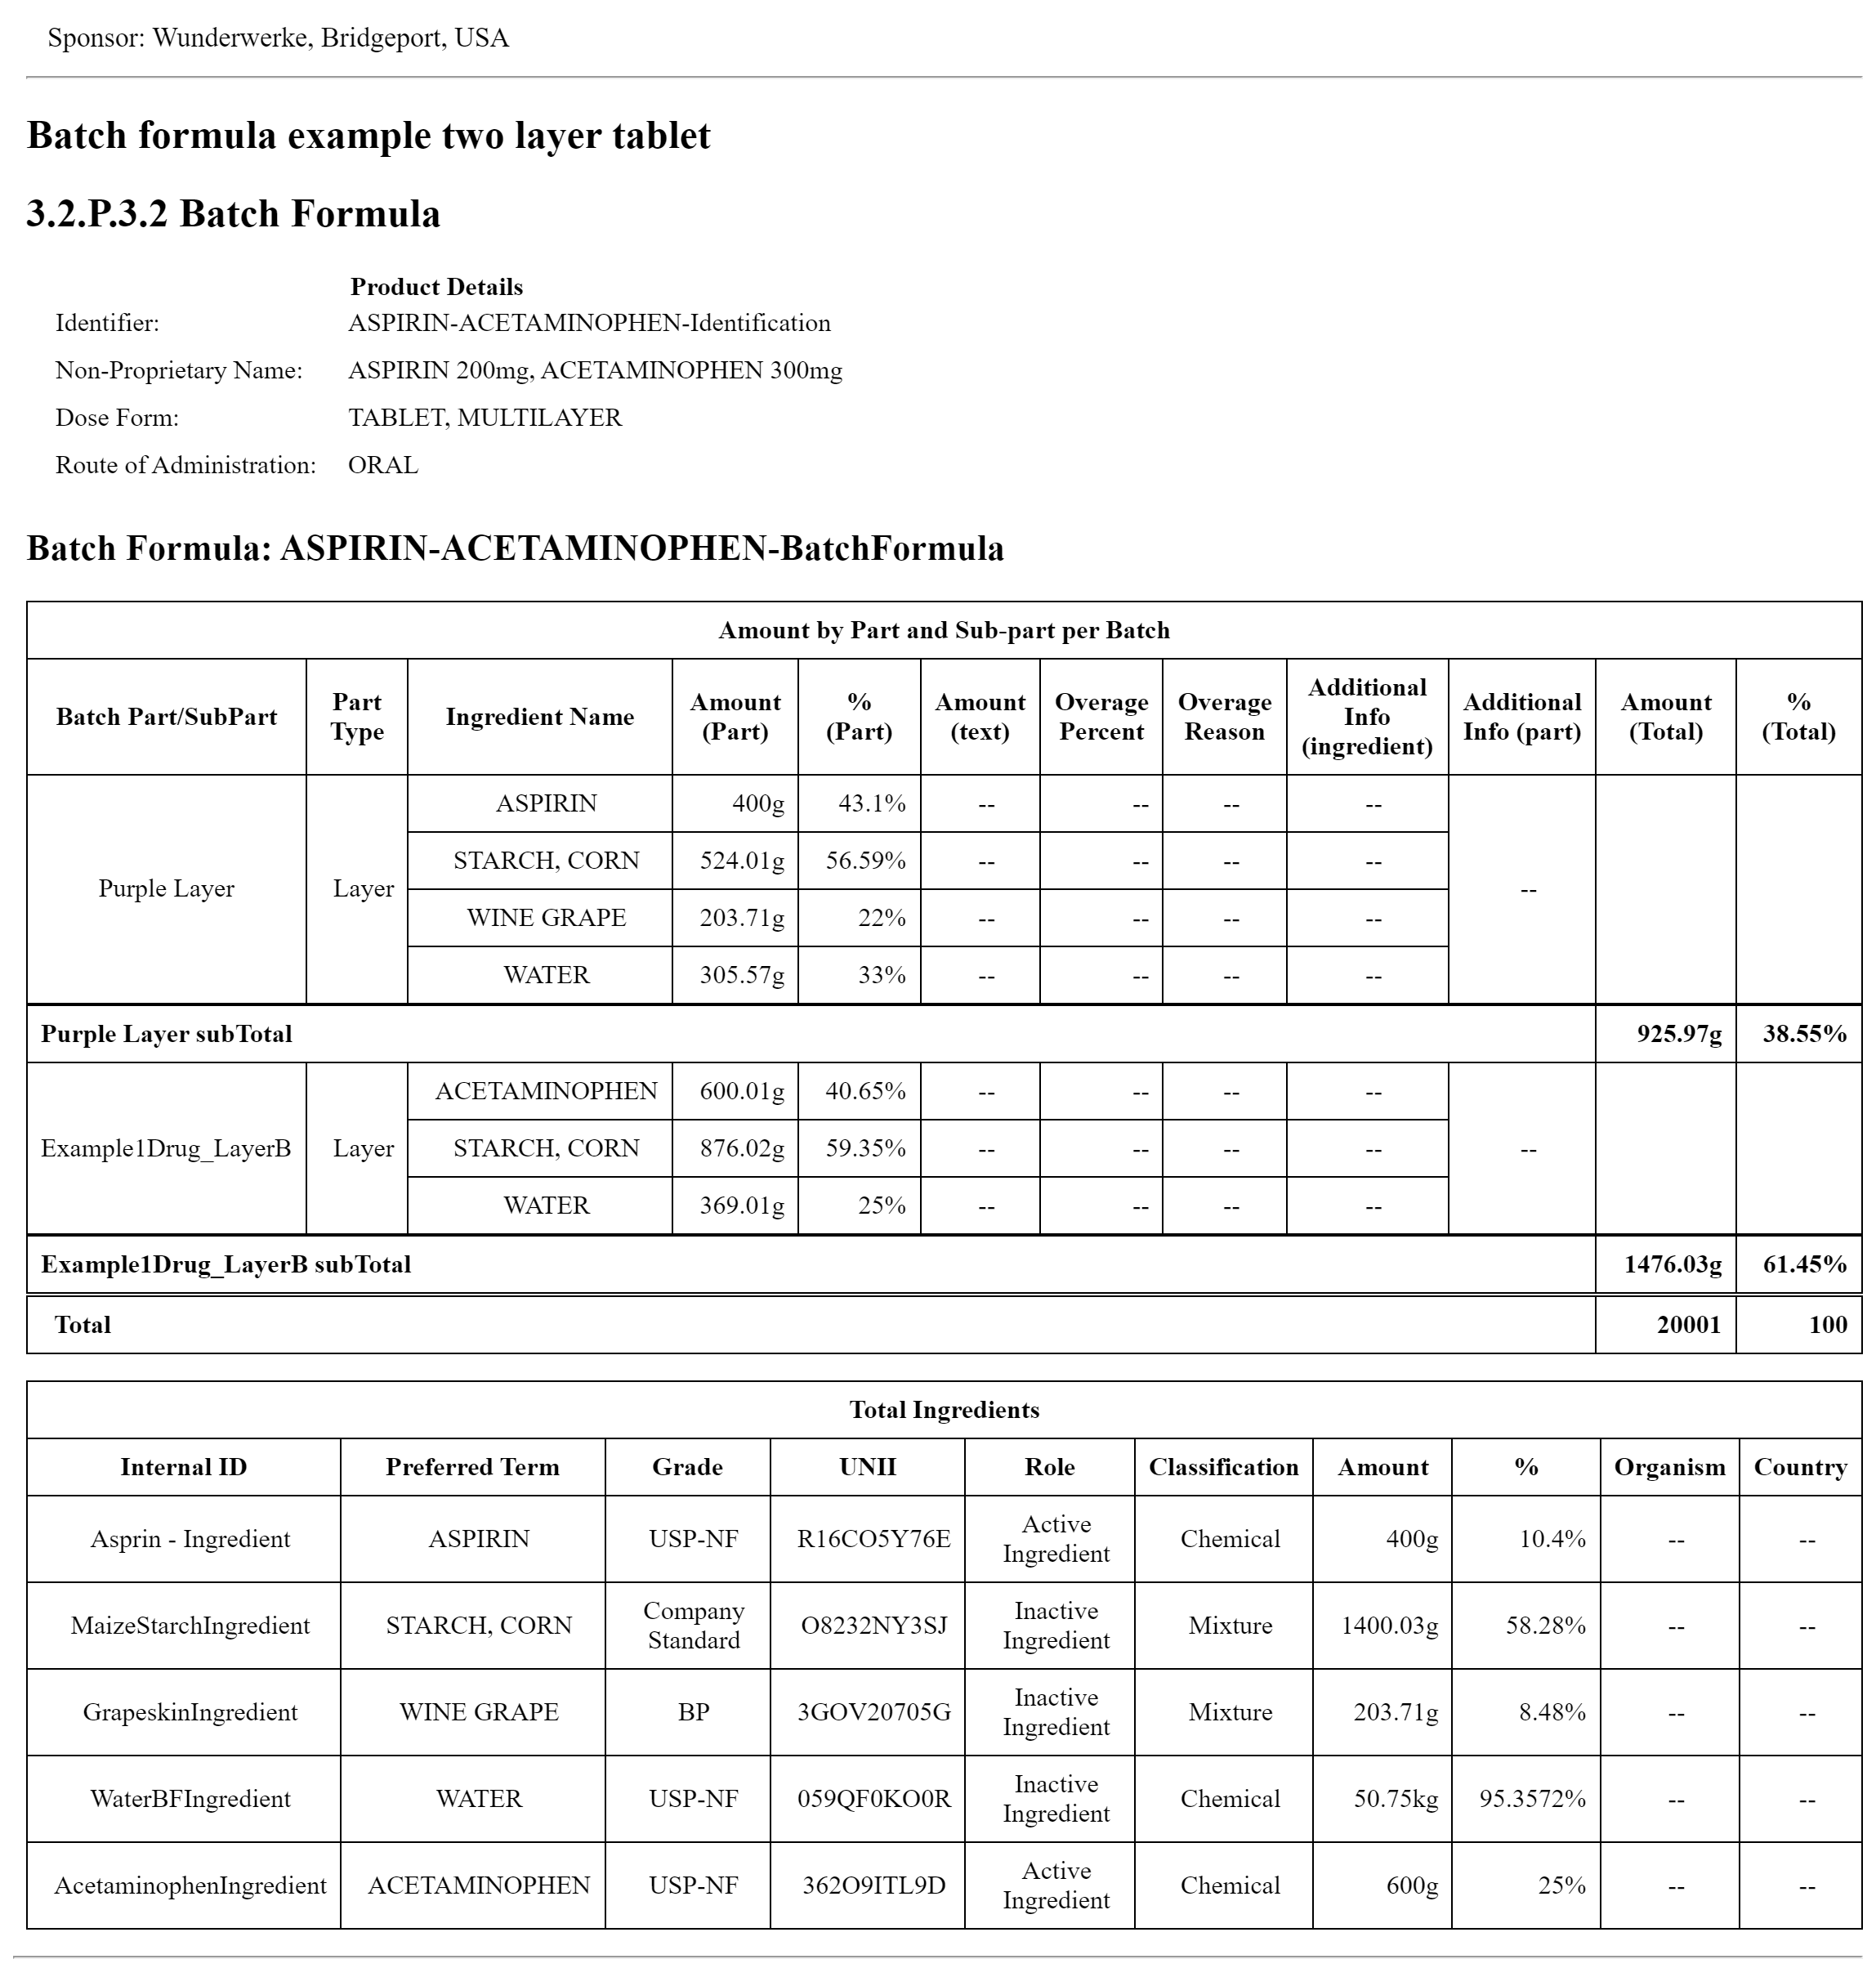 Sponsor: Wunderwerke, Bridgeport, USA
Batch formula example two layer tablet
3.2.P.3.2 Batch Formula
Product Details
Identifier: ASPIRIN-ACETAMINOPHEN-Identification
Non-Proprietary Name: ASPIRIN 200mg, ACETAMINOPHEN 300mg
Dose Form: TABLET, MULTILAYER
Route of Administration: ORAL
Batch Formula: ASPIRIN-ACETAMINOPHEN-BatchFormula
Amount by Part and Sub-part per Batch
Batch Part/SubPart Part Type Ingredient Name Amount (Part) % (Part) Amount (text) Overage Percent Overage Reason Additional Info (ingredient) Additional Info (part) Amount (Total) % (Total)
Purple Layer Layer ASPIRIN 400g 43.1% -- -- -- -- --
STARCH, CORN 524.01g 56.59% -- -- -- --
WINE GRAPE 203.71g 22% -- -- -- --
WATER 305.57g 33% -- -- -- --
Purple Layer subTotal 925.97g 38.55%
Example1Drug_LayerB Layer ACETAMINOPHEN 600.01g 40.65% -- -- -- -- --
STARCH, CORN 876.02g 59.35% -- -- -- --
WATER 369.01g 25% -- -- -- --
Example1Drug_LayerB subTotal 1476.03g 61.45%
Total 20001 100
Total Ingredients
Internal ID Preferred Term Grade UNII Role Classification Amount % Organism Country
Asprin - Ingredient ASPIRIN USP-NF R16CO5Y76E Active Ingredient Chemical 400g 10.4% -- --
MaizeStarchIngredient STARCH, CORN Company Standard O8232NY3SJ Inactive Ingredient Mixture 1400.03g 58.28% -- --
GrapeskinIngredient WINE GRAPE BP 3GOV20705G Inactive Ingredient Mixture 203.71g 8.48% -- --
WaterBFIngredient WATER USP-NF 059QF0KO0R Inactive Ingredient Chemical 50.75kg 95.3572% -- --
AcetaminophenIngredient ACETAMINOPHEN USP-NF 362O9ITL9D Active Ingredient Chemical 600g 25% -- --